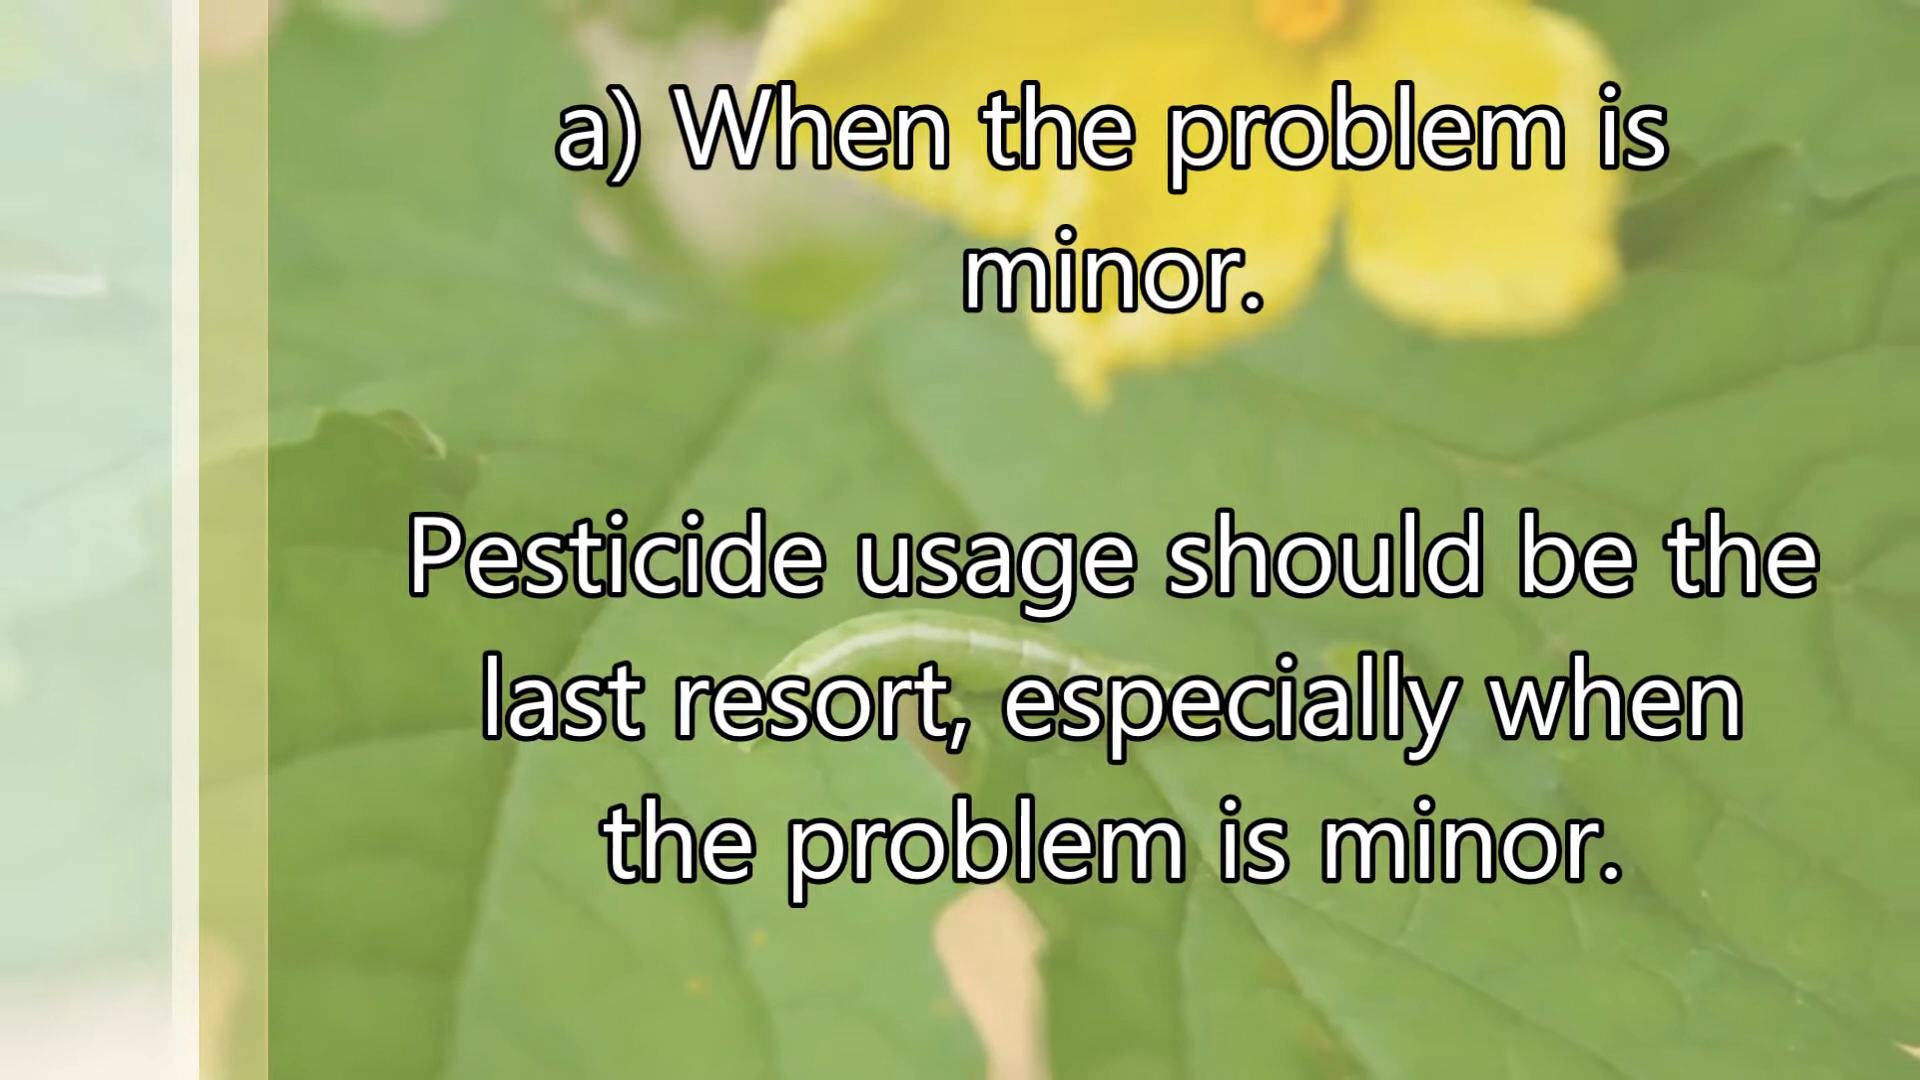 a) When the problem is
minor.
Pesticide usage should be the
last resort, especially when
the problem is minor.